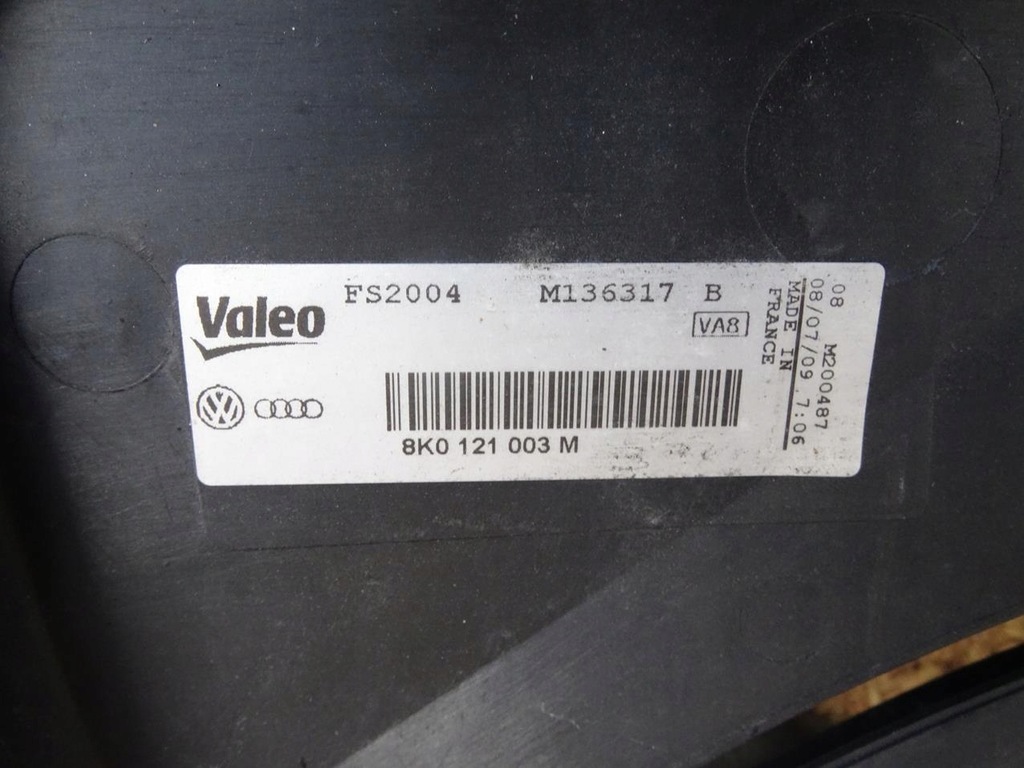 Valeo
FS2004 M136317 B
VA8
8K0 121 003 M
08 M200487
08/07/09 7:06
MADE IN
FRANCE